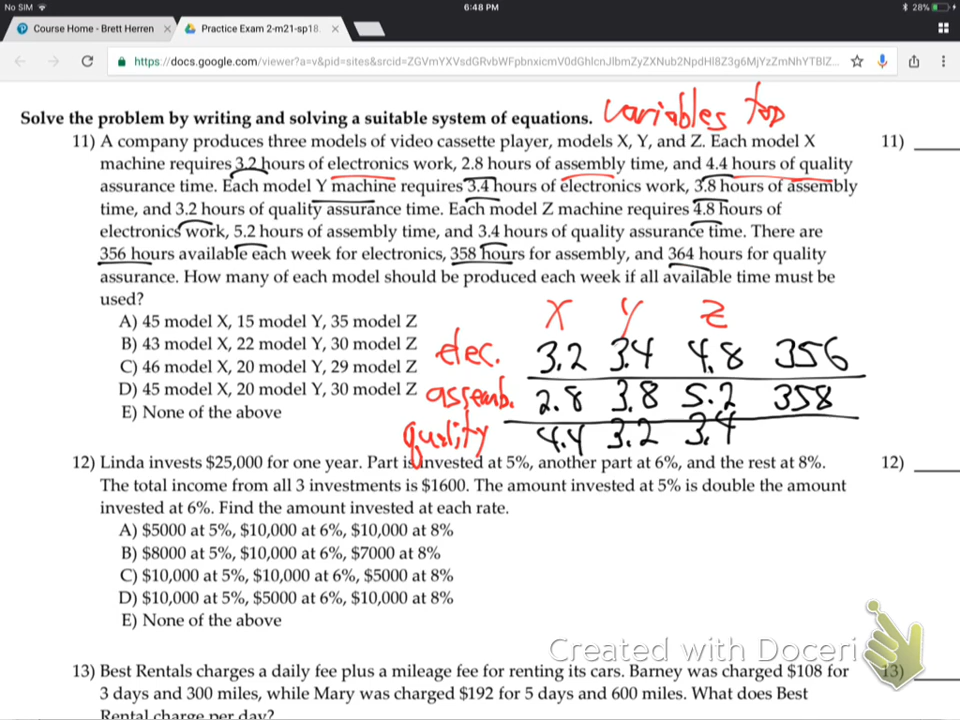 No SIM 6:48 PM 28%
Course Home - Brett Herren × Practice Exam 2-m21-sp18 ×
https://docs.google.com/viewer?a=v&pid=sites&srcid=
Solve the problem by writing and solving a suitable system of equations. variables top
11) A company produces three models of video cassette player, models X, Y, and Z. Each model X 11)
machine requires 3.2 hours of electronics work, 2.8 hours of assembly time, and 4.4 hours of quality
assurance time. Each model Y machine requires 3.4 hours of electronics work, 3.8 hours of assembly
time, and 3.2 hours of quality assurance time. Each model Z machine requires 4.8 hours of
electronics work, 5.2 hours of assembly time, and 3.4 hours of quality assurance time. There are
356 hours available each week for electronics, 358 hours for assembly, and 364 hours for quality
assurance. How many of each model should be produced each week if all available time must be
used?
X Y Z
A) 45 model X, 15 model Y, 35 model Z
B) 43 model X, 22 model Y, 30 model Z
elec. 3.2 3.4 4.8 356
C) 46 model X, 20 model Y, 29 model Z
D) 45 model X, 20 model Y, 30 model Z
assemb. 2.8 3.8 5.2 358
E) None of the above
quality 4.4 3.2 3.4
12) Linda invests $25,000 for one year. Part is invested at 5%, another part at 6%, and the rest at 8%. 12)
The total income from all 3 investments is $1600. The amount invested at 5% is double the amount
invested at 6%. Find the amount invested at each rate.
A) $5000 at 5%, $10,000 at 6%, $10,000 at 8%
B) $8000 at 5%, $10,000 at 6%, $7000 at 8%
C) $10,000 at 5%, $10,000 at 6%, $5000 at 8%
D) $10,000 at 5%, $5000 at 6%, $10,000 at 8%
E) None of the above
Created with Doceri
13) Best Rentals charges a daily fee plus a mileage fee for renting its cars. Barney was charged $108 for 13)
3 days and 300 miles, while Mary was charged $192 for 5 days and 600 miles. What does Best
Rental charge per day?